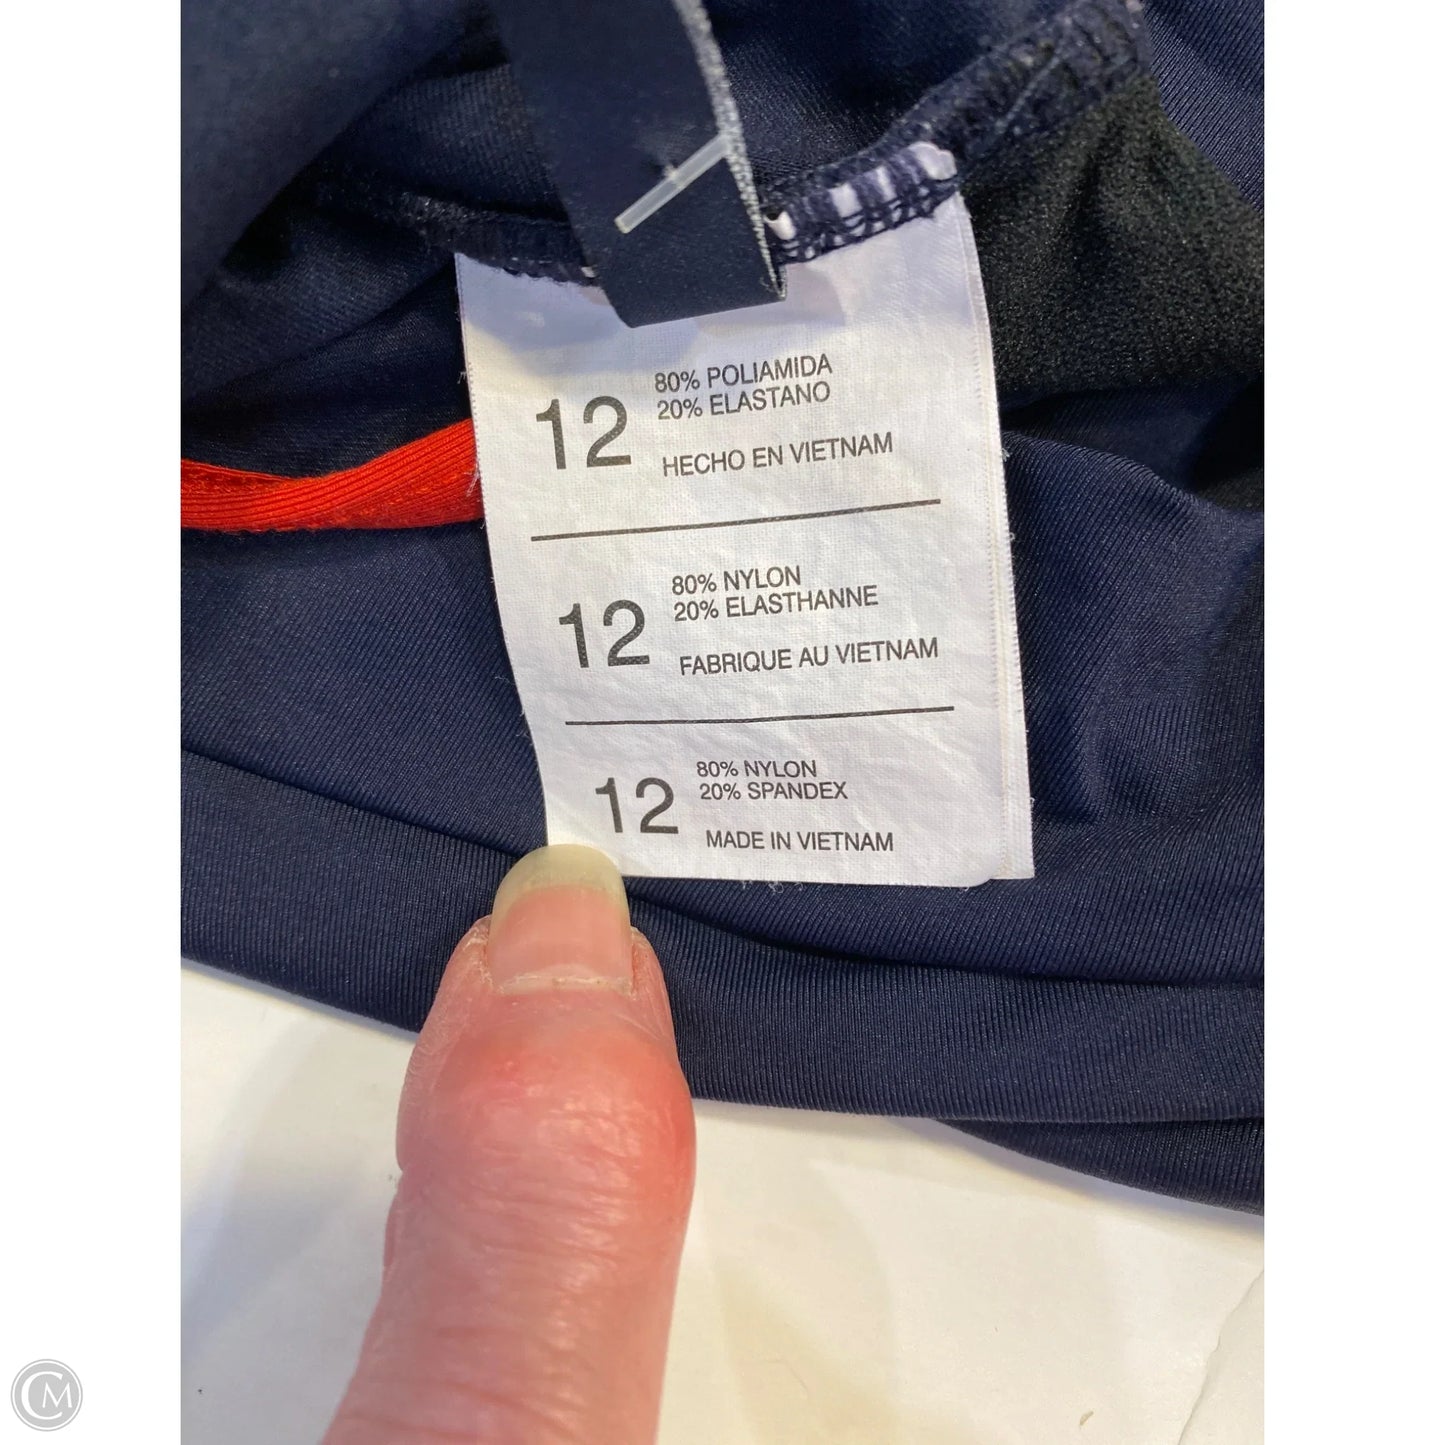 12
80% POLIAMIDA
20% ELASTANO
HECHO EN VIETNAM
12
80% NYLON
20% ELASTHANNE
FABRIQUE AU VIETNAM
12
80% NYLON
20% SPANDEX
MADE IN VIETNAM
CM